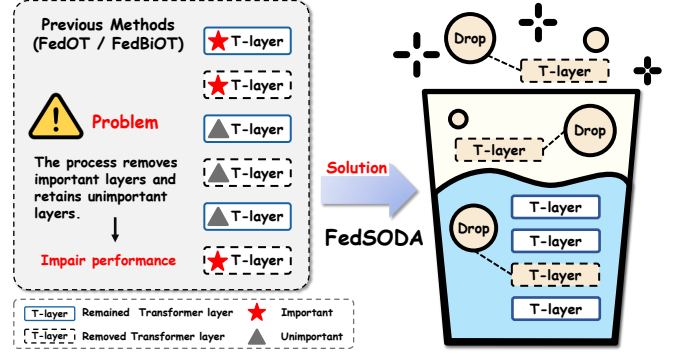 Previous Methods
(FedOT / FedBiOT)
Problem
The process removes
important layers and
retains unimportant
layers.
Impair performance
T-layer
T-layer
T-layer
T-layer
T-layer
T-layer
Solution
FedSODA
Drop
T-layer
Drop
T-layer
T-layer
Drop
T-layer
T-layer
T-layer
T-layer Remained Transformer layer Important
T-layer Removed Transformer layer Unimportant